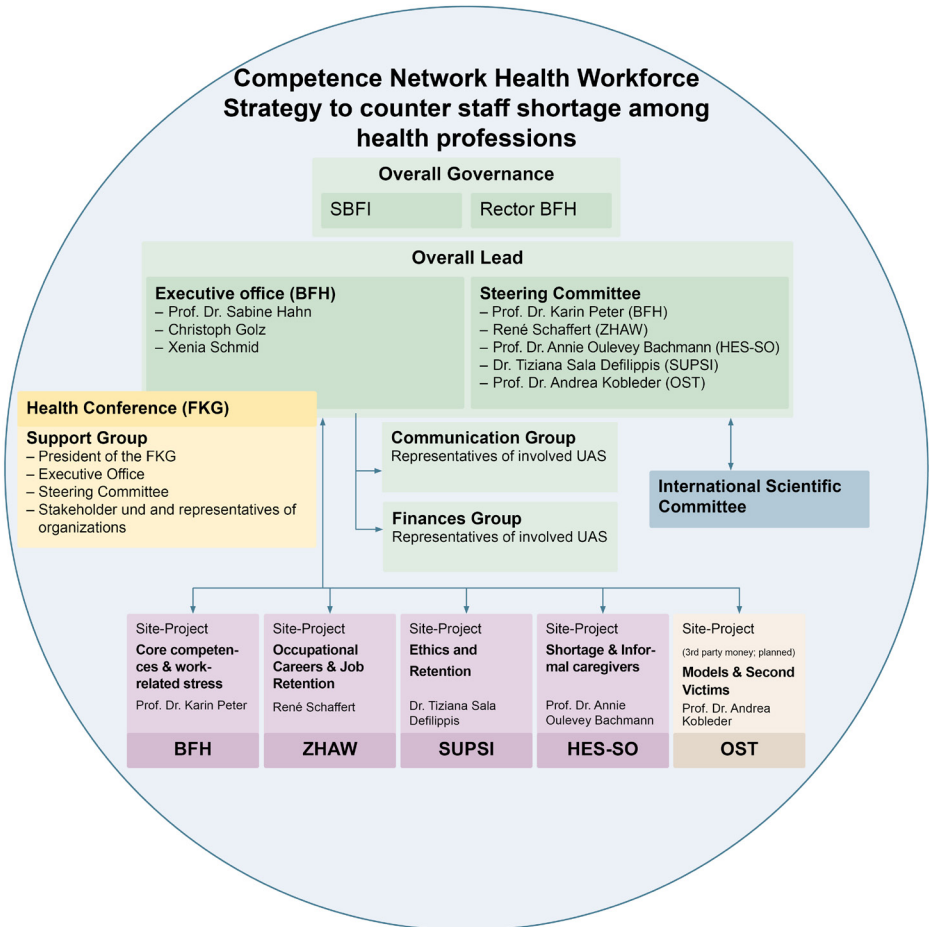 Competence Network Health Workforce
Strategy to counter staff shortage among
health professions
Overall Governance
SBFI
Rector BFH
Overall Lead
Executive office (BFH)
– Prof. Dr. Sabine Hahn
– Christoph Golz
– Xenia Schmid
Steering Committee
– Prof. Dr. Karin Peter (BFH)
– René Schaffert (ZHAW)
– Prof. Dr. Annie Oulevey Bachmann (HES-SO)
– Dr. Tiziana Sala Defilippis (SUPSI)
– Prof. Dr. Andrea Kobleder (OST)
Health Conference (FKG)
Support Group
– President of the FKG
– Executive Office
– Steering Committee
– Stakeholder und and representatives of
organizations
Communication Group
Representatives of involved UAS
Finances Group
Representatives of involved UAS
International Scientific
Committee
Site-Project
Core competen-
ces & work-
related stress
Prof. Dr. Karin Peter
BFH
Site-Project
Occupational
Careers & Job
Retention
René Schaffert
ZHAW
Site-Project
Ethics and
Retention
Dr. Tiziana Sala
Defilippis
SUPSI
Site-Project
Shortage & Infor-
mal caregivers
Prof. Dr. Annie
Oulevey Bachmann
HES-SO
Site-Project
(3rd party money; planned)
Models & Second
Victims
Prof. Dr. Andrea
Kobleder
OST